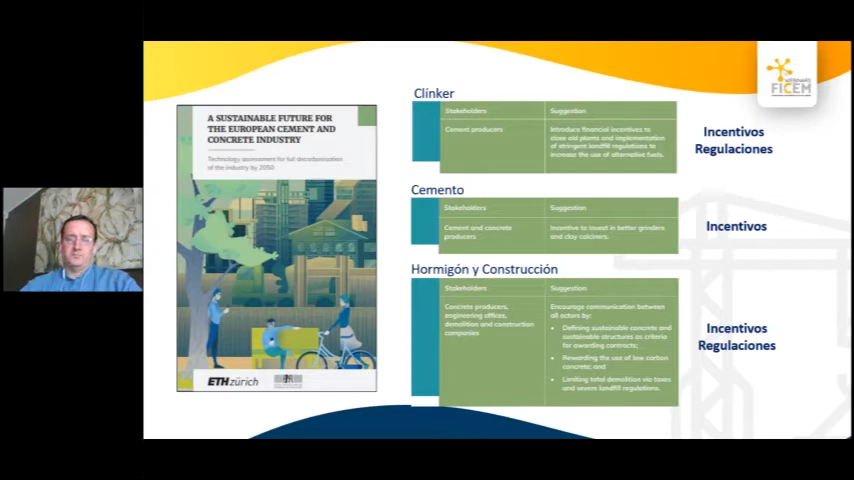 WEBINARS
FICEM
A SUSTAINABLE FUTURE FOR
THE EUROPEAN CEMENT AND
CONCRETE INDUSTRY
Technology assessment for full decarbonisation
of the industry by 2050
ETH zürich
Clínker
Stakeholders
Suggestion
Cement producers
Introduce financial incentives to
close old plants and implementation
of stringent landfill regulations to
increase the use of alternative fuels.
Incentivos
Regulaciones
Cemento
Stakeholders
Suggestion
Cement and concrete
producers
Incentive to invest in better grinders
and clay calciners.
Incentivos
Hormigón y Construcción
Stakeholders
Suggestion
Concrete producers,
engineering offices,
demolition and construction
companies
Encourage communication between
all actors by:
• Defining sustainable concrete and
sustainable structures as criteria
for awarding contracts;
• Rewarding the use of low carbon
concrete; and
• Limiting total demolition via taxes
and severe landfill regulations.
Incentivos
Regulaciones